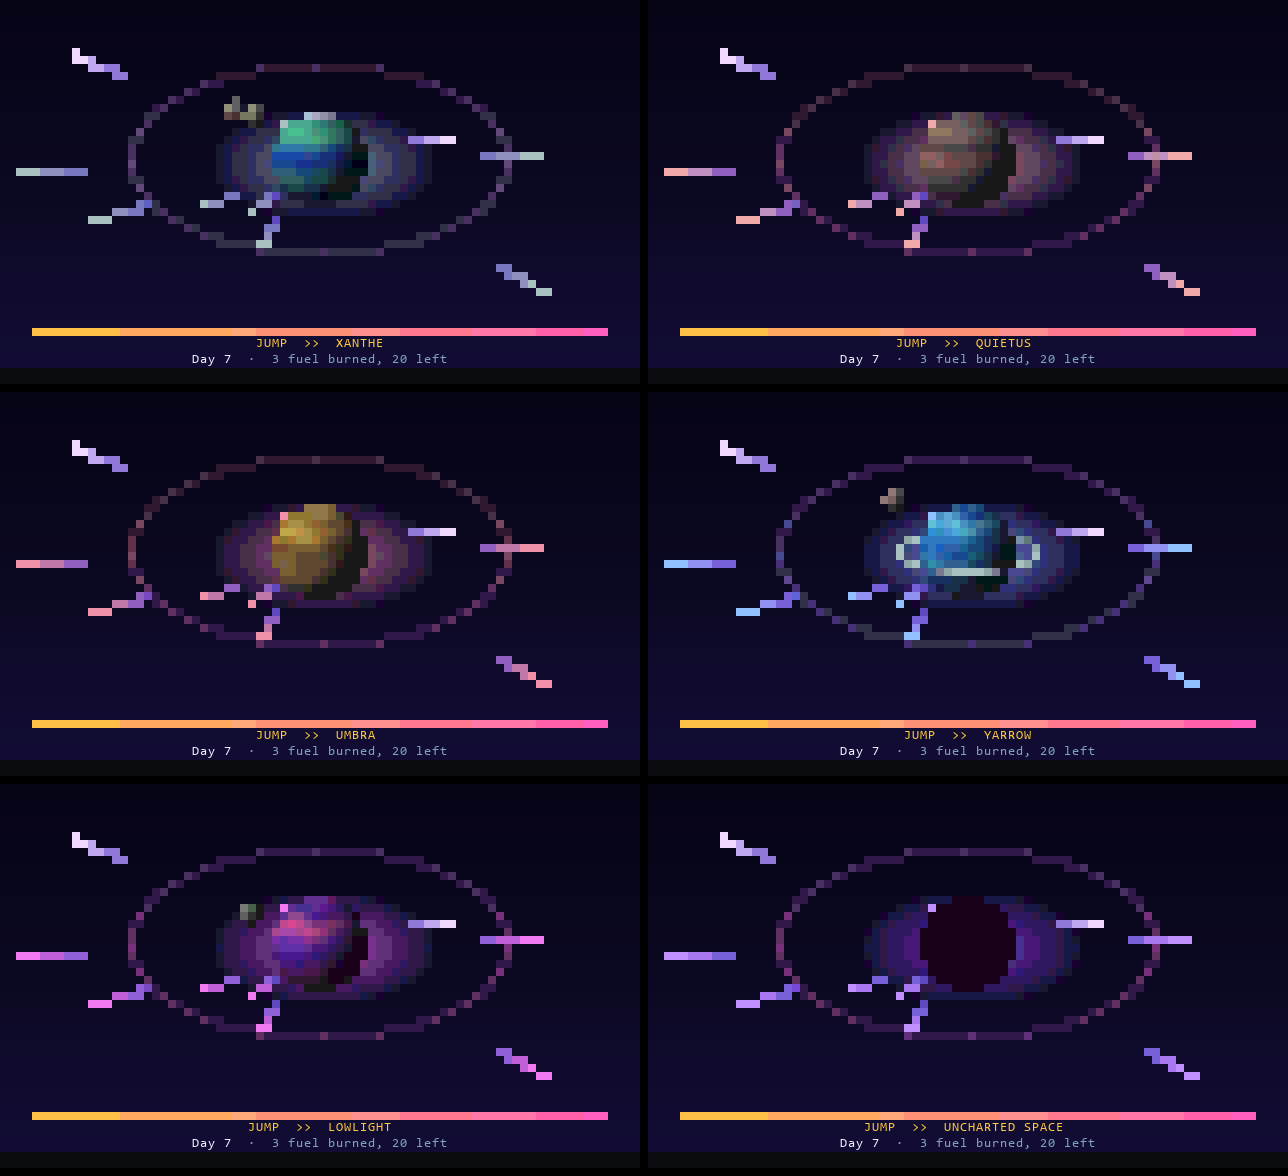 JUMP >> XANTHE
Day 7 · 3 fuel burned, 20 left
JUMP >> QUIETUS
Day 7 · 3 fuel burned, 20 left
JUMP >> UMBRA
Day 7 · 3 fuel burned, 20 left
JUMP >> YARROW
Day 7 · 3 fuel burned, 20 left
JUMP >> LOWLIGHT
Day 7 · 3 fuel burned, 20 left
JUMP >> UNCHARTED SPACE
Day 7 · 3 fuel burned, 20 left